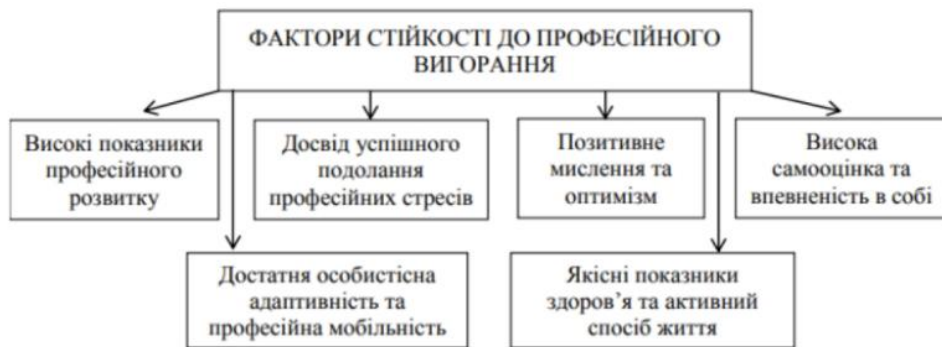 ФАКТОРИ СТІЙКОСТІ ДО ПРОФЕСІЙНОГО
ВИГОРАННЯ
Високі показники
професійного
розвитку
Досвід успішного
подолання
професійних стресів
Позитивне
мислення та
оптимізм
Висока
самооцінка та
впевненість в собі
Достатня особистісна
адаптивність та
професійна мобільність
Якісні показники
здоров’я та активний
спосіб життя